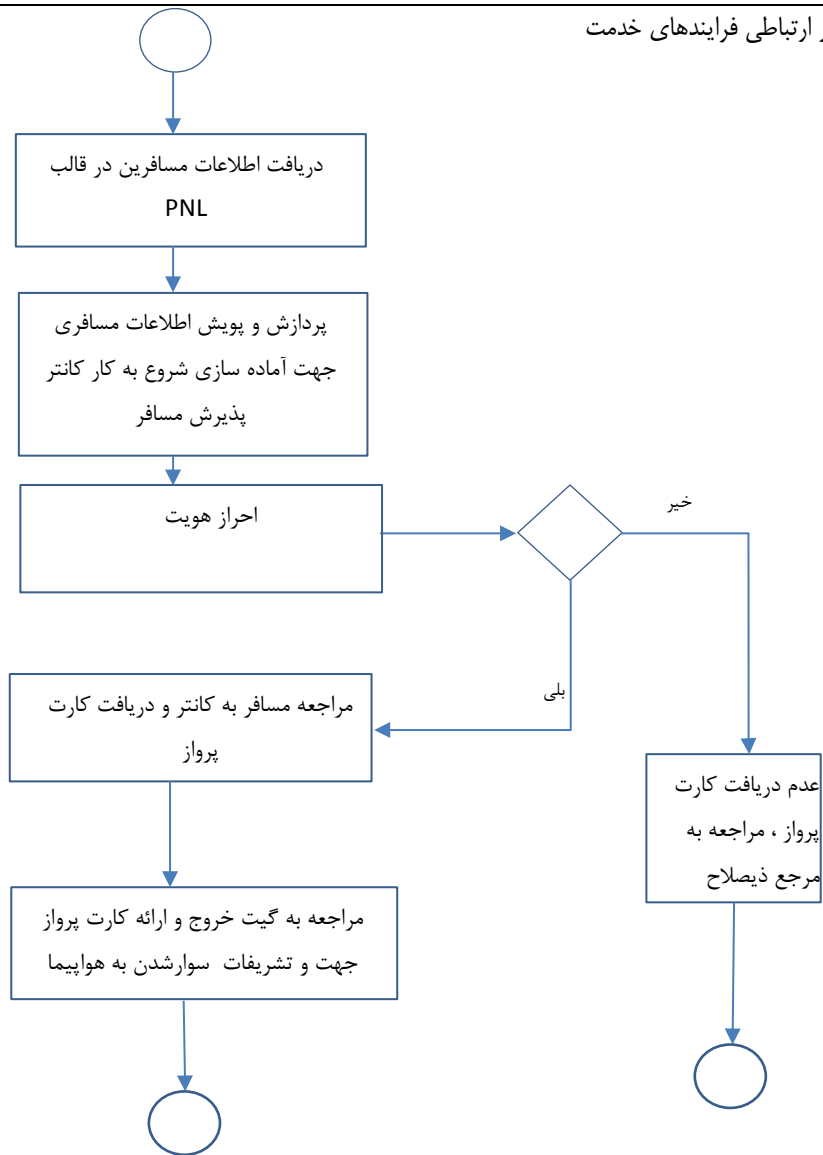 ر ارتباطی فرایندهای خدمت
دریافت اطلاعات مسافرین در قالب
PNL
پردازش و پویش اطلاعات مسافری
جهت آماده سازی شروع به کار کانتر
پذیرش مسافر
احراز هویت
خیر
بلی
مراجعه مسافر به کانتر و دریافت کارت
پرواز
عدم دریافت کارت
پرواز ، مراجعه به
مرجع ذیصلاح
مراجعه به گیت خروج و ارائه کارت پرواز
جهت و تشریفات سوارشدن به هواپیما